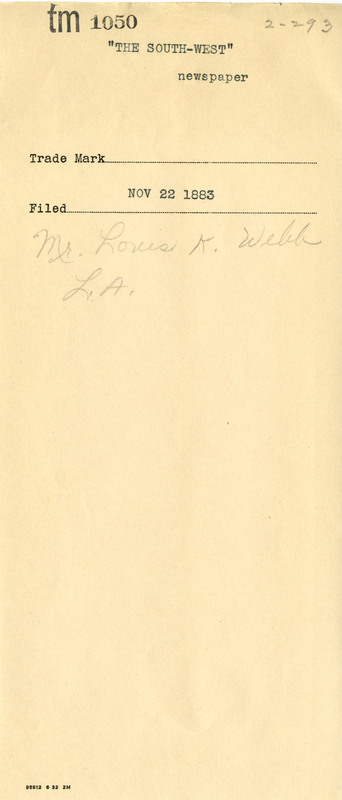 tm 1050
2-293
"THE SOUTH-WEST"
newspaper
Trade Mark
NOV 22 1883
Filed
Mr. Louis K. Webb
L.A.
95912 6 32 2M